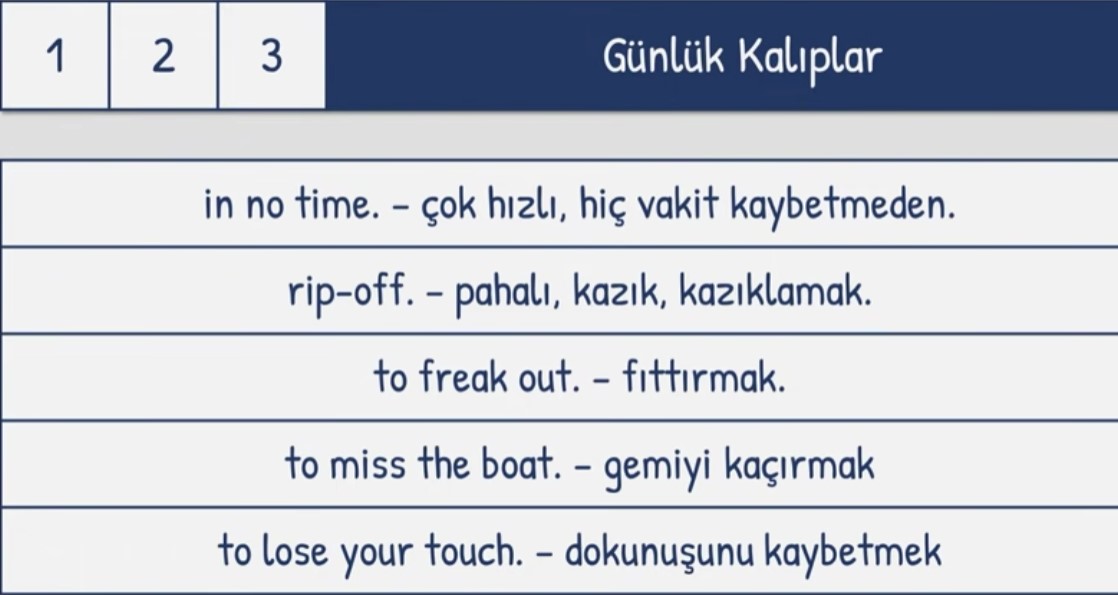 1 2 3 Günlük Kalıplar
in no time. – çok hızlı, hiç vakit kaybetmeden.
rip-off. – pahalı, kazık, kazıklamak.
to freak out. – fıttırmak.
to miss the boat. – gemiyi kaçırmak
to lose your touch. – dokunuşunu kaybetmek